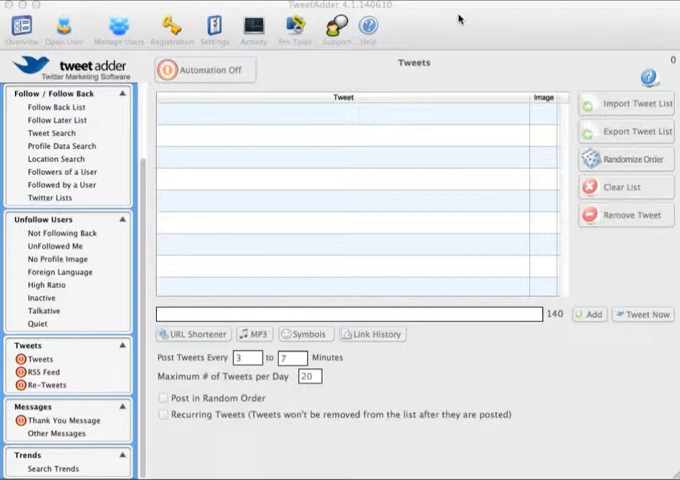 TweetAdder 4.1.140610
Overview Open User Manage Users Registration Settings Activity Pro Tools Support Help
tweet adder
Twitter Marketing Software
Automation Off
Tweets
0
Follow / Follow Back
Follow Back List
Follow Later List
Tweet Search
Profile Data Search
Location Search
Followers of a User
Followed by a User
Twitter Lists
Unfollow Users
Not Following Back
UnFollowed Me
No Profile Image
Foreign Language
High Ratio
Inactive
Talkative
Quiet
Tweets
Tweets
RSS Feed
Re-Tweets
Messages
Thank You Message
Other Messages
Trends
Search Trends
Tweet Image
Import Tweet List
Export Tweet List
Randomize Order
Clear List
Remove Tweet
140 Add Tweet Now
URL Shortener MP3 Symbols Link History
Post Tweets Every 3 to 7 Minutes
Maximum # of Tweets per Day 20
Post in Random Order
Recurring Tweets (Tweets won't be removed from the list after they are posted)